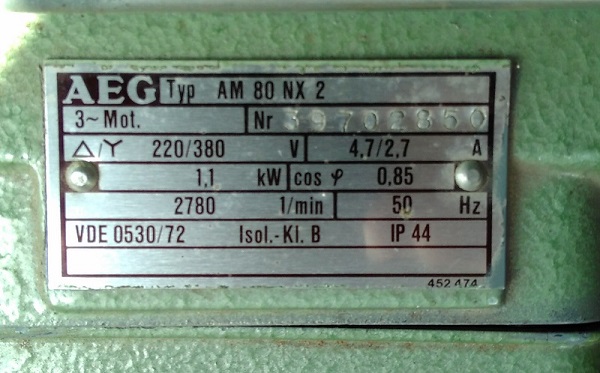 AEG Typ AM 80 NX 2
3~ Mot. Nr 39702850
△/Y 220/380 V 4,7/2,7 A
1,1 kW cos φ 0,85
2780 1/min 50 Hz
VDE 0530/72 Isol.-Kl. B IP 44
452 474